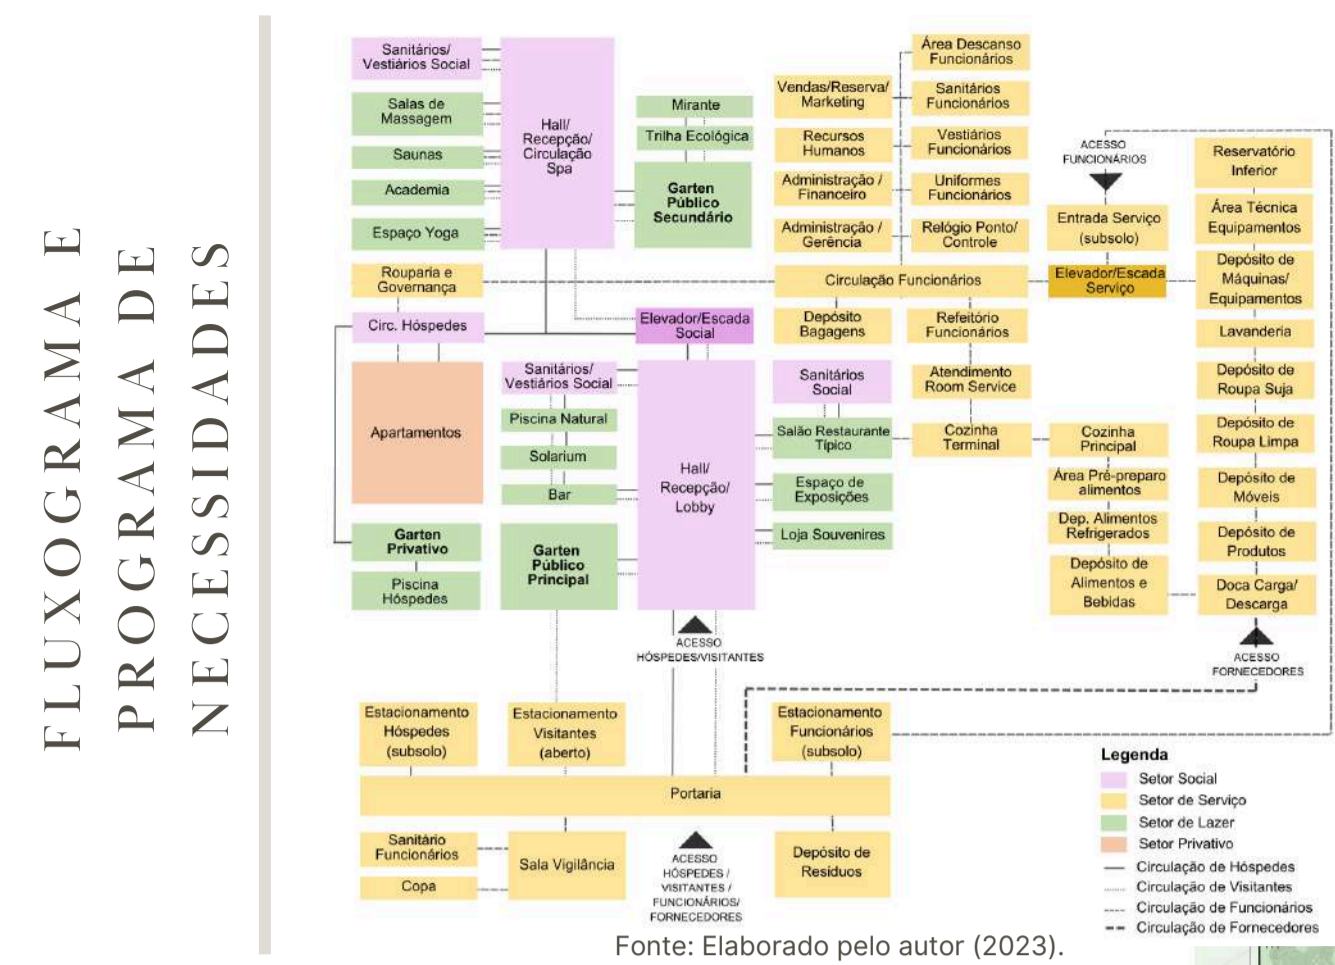 FLUXOGRAMA E
PROGRAMA DE
NECESSIDADES
Sanitários/
Vestiários Social
Salas de
Massagem
Saunas
Academia
Espaço Yoga
Hall/
Recepção/
Circulação
Spa
Mirante
Trilha Ecológica
Garten
Público
Secundário
Rouparia e
Governança
Circ. Hóspedes
Apartamentos
Garten
Privativo
Piscina
Hóspedes
Elevador/Escada
Social
Sanitários/
Vestiários Social
Piscina Natural
Solarium
Bar
Garten
Público
Principal
Hall/
Recepção/
Lobby
ACESSO
HÓSPEDES/VISITANTES
Vendas/Reserva/
Marketing
Recursos
Humanos
Administração /
Financeiro
Administração /
Gerência
Área Descanso
Funcionários
Sanitários
Funcionários
Vestiários
Funcionários
Uniformes
Funcionários
Relógio Ponto/
Controle
Circulação Funcionários
Depósito
Bagagens
Refeitório
Funcionários
Sanitários
Social
Atendimento
Room Service
Salão Restaurante
Típico
Cozinha
Terminal
Espaço de
Exposições
Loja Souvenires
ACESSO
FUNCIONÁRIOS
Entrada Serviço
(subsolo)
Elevador/Escada
Serviço
Cozinha
Principal
Área Pré-preparo
alimentos
Dep. Alimentos
Refrigerados
Depósito de
Alimentos e
Bebidas
Reservatório
Inferior
Área Técnica
Equipamentos
Depósito de
Máquinas/
Equipamentos
Lavanderia
Depósito de
Roupa Suja
Depósito de
Roupa Limpa
Depósito de
Móveis
Depósito de
Produtos
Doca Carga/
Descarga
ACESSO
FORNECEDORES
Estacionamento
Hóspedes
(subsolo)
Estacionamento
Visitantes
(aberto)
Estacionamento
Funcionários
(subsolo)
Portaria
Sanitário
Funcionários
Copa
Sala Vigilância
ACESSO
HÓSPEDES /
VISITANTES /
FUNCIONÁRIOS/
FORNECEDORES
Depósito de
Resíduos
Legenda
Setor Social
Setor de Serviço
Setor de Lazer
Setor Privativo
Circulação de Hóspedes
Circulação de Visitantes
Circulação de Funcionários
Circulação de Fornecedores
Fonte: Elaborado pelo autor (2023).